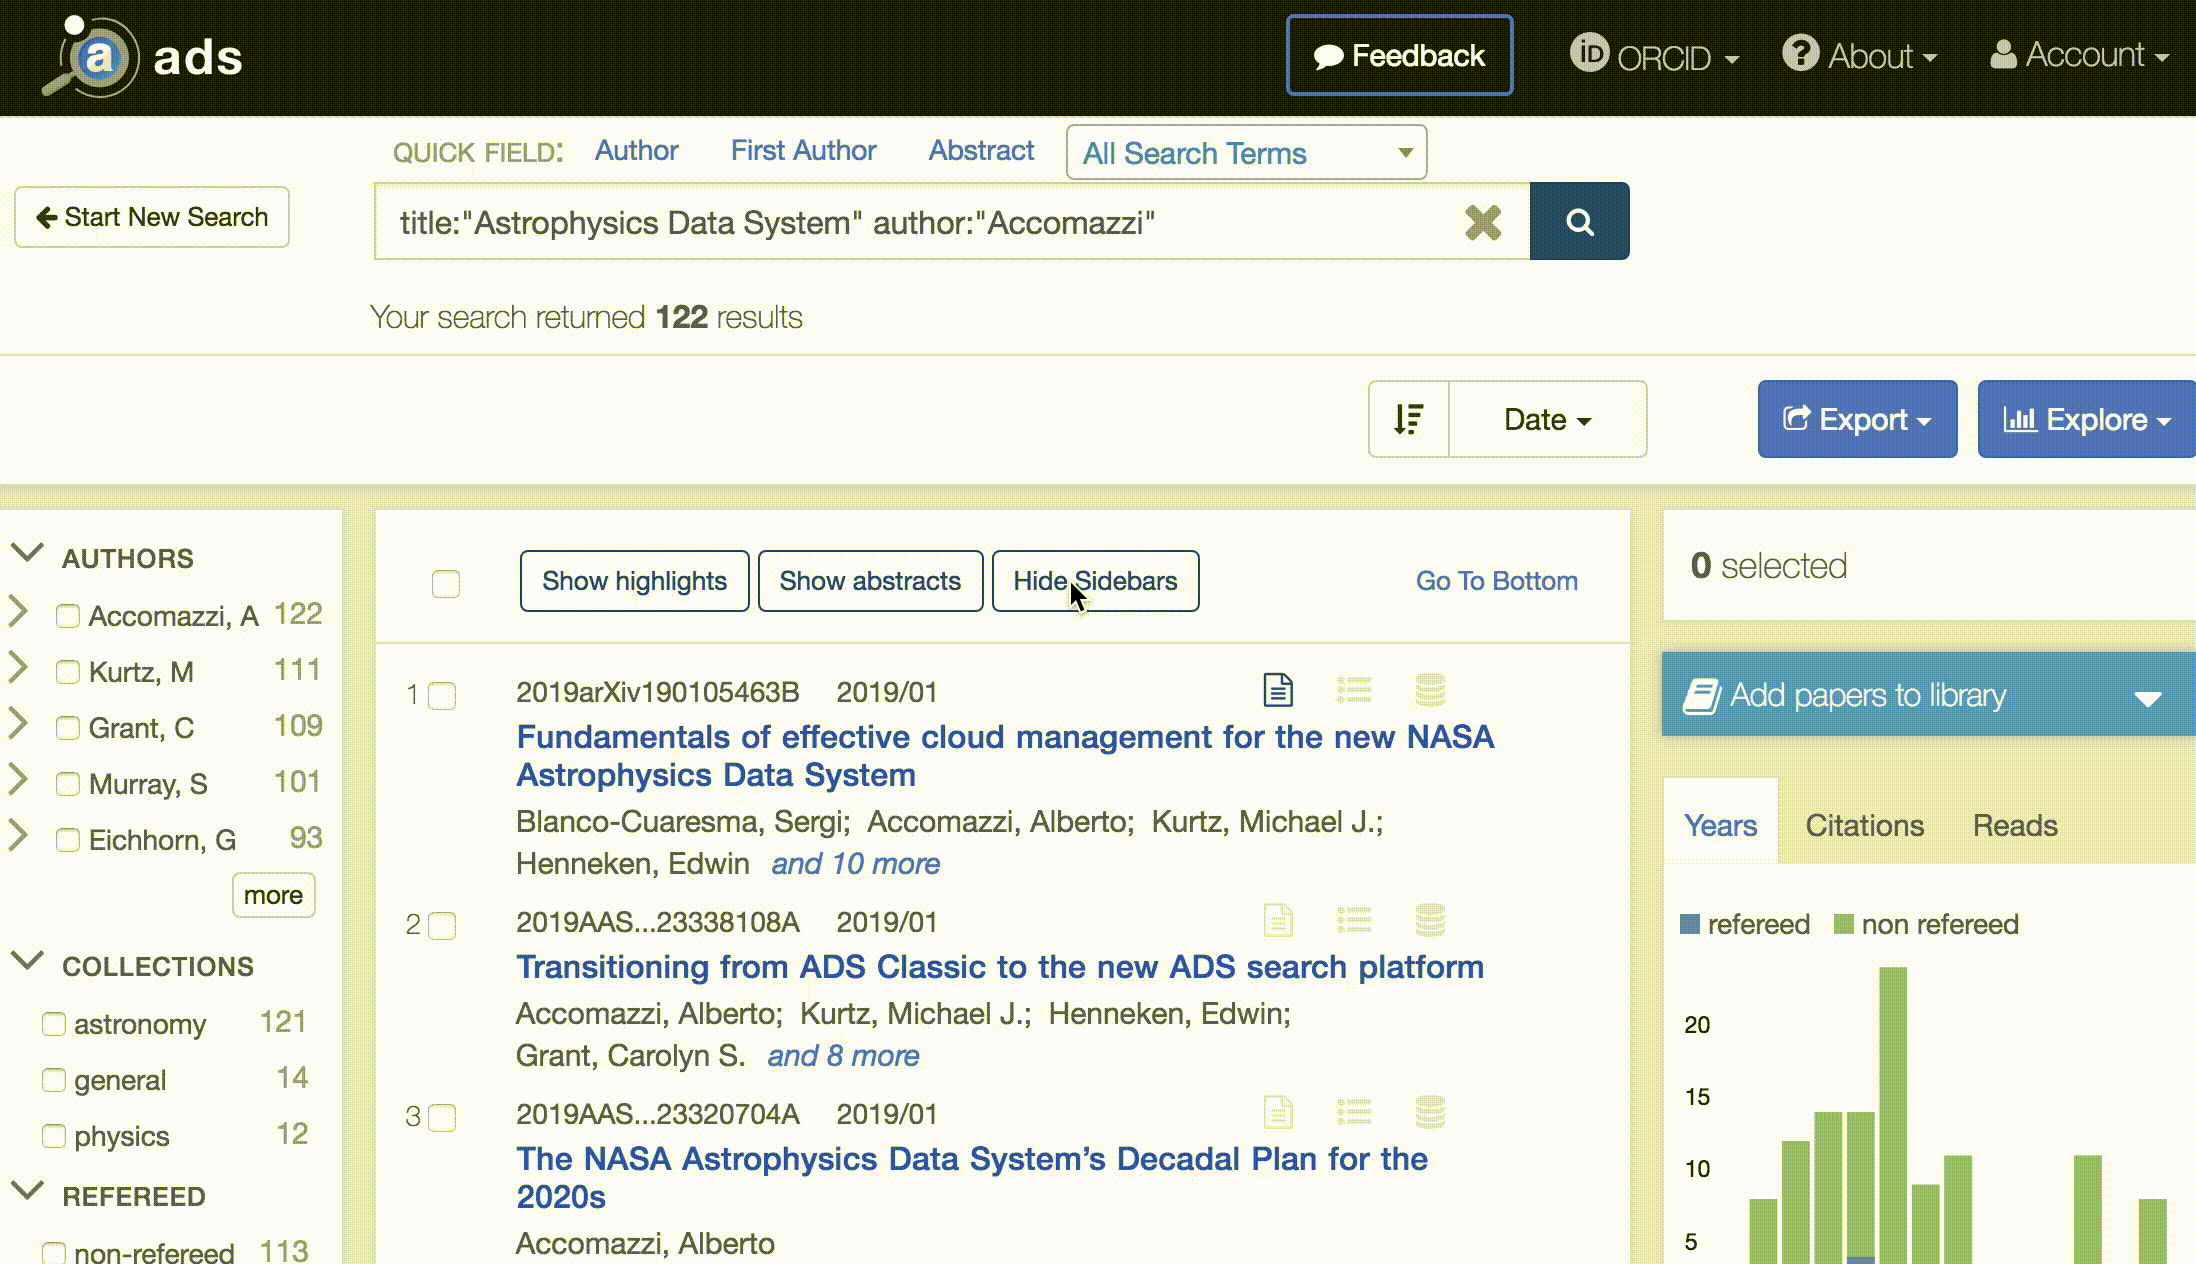 a ads
Feedback
iD ORCID
? About
Account
QUICK FIELD: Author First Author Abstract All Search Terms
Start New Search
title:"Astrophysics Data System" author:"Accomazzi"
Your search returned 122 results
Date
Export
Explore
AUTHORS
Accomazzi, A 122
Kurtz, M 111
Grant, C 109
Murray, S 101
Eichhorn, G 93
more
COLLECTIONS
astronomy 121
general 14
physics 12
REFEREED
non-refereed 113
Show highlights Show abstracts Hide Sidebars Go To Bottom
1 2019arXiv190105463B 2019/01
Fundamentals of effective cloud management for the new NASA
Astrophysics Data System
Blanco-Cuaresma, Sergi; Accomazzi, Alberto; Kurtz, Michael J.;
Henneken, Edwin and 10 more
2 2019AAS...23338108A 2019/01
Transitioning from ADS Classic to the new ADS search platform
Accomazzi, Alberto; Kurtz, Michael J.; Henneken, Edwin;
Grant, Carolyn S. and 8 more
3 2019AAS...23320704A 2019/01
The NASA Astrophysics Data System’s Decadal Plan for the
2020s
Accomazzi, Alberto
0 selected
Add papers to library
Years Citations Reads
refereed non refereed
20
15
10
5